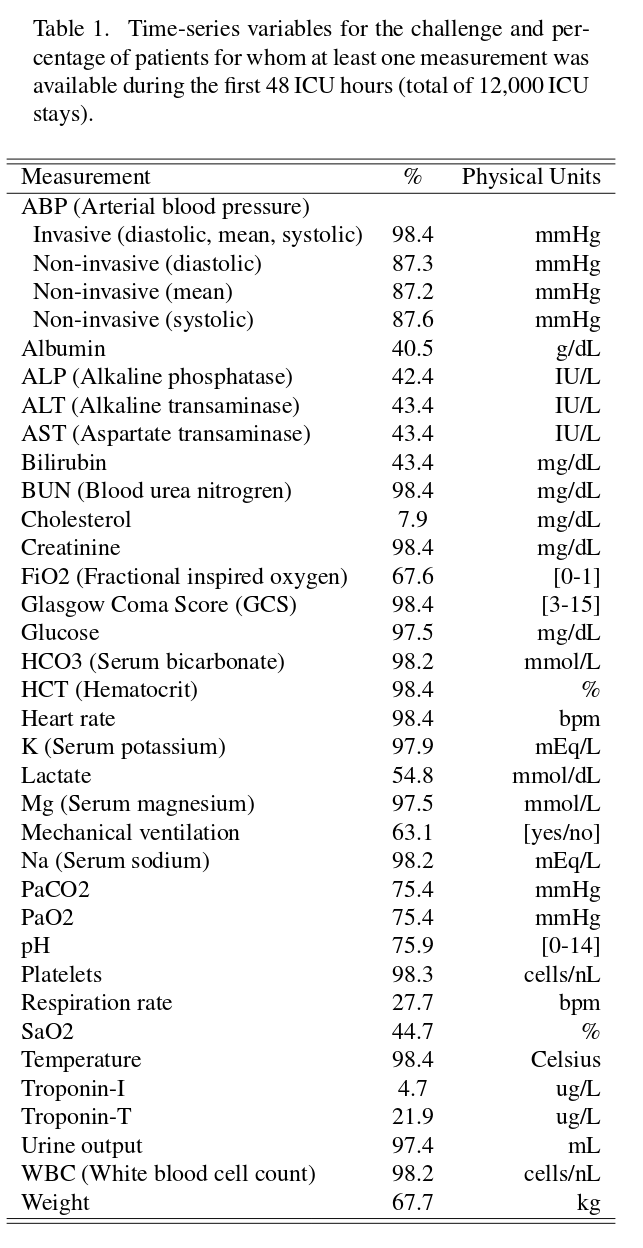 Table 1. Time-series variables for the challenge and per-
centage of patients for whom at least one measurement was
available during the first 48 ICU hours (total of 12,000 ICU
stays).
Measurement % Physical Units
ABP (Arterial blood pressure)
Invasive (diastolic, mean, systolic) 98.4 mmHg
Non-invasive (diastolic) 87.3 mmHg
Non-invasive (mean) 87.2 mmHg
Non-invasive (systolic) 87.6 mmHg
Albumin 40.5 g/dL
ALP (Alkaline phosphatase) 42.4 IU/L
ALT (Alkaline transaminase) 43.4 IU/L
AST (Aspartate transaminase) 43.4 IU/L
Bilirubin 43.4 mg/dL
BUN (Blood urea nitrogren) 98.4 mg/dL
Cholesterol 7.9 mg/dL
Creatinine 98.4 mg/dL
FiO2 (Fractional inspired oxygen) 67.6 [0-1]
Glasgow Coma Score (GCS) 98.4 [3-15]
Glucose 97.5 mg/dL
HCO3 (Serum bicarbonate) 98.2 mmol/L
HCT (Hematocrit) 98.4 %
Heart rate 98.4 bpm
K (Serum potassium) 97.9 mEq/L
Lactate 54.8 mmol/dL
Mg (Serum magnesium) 97.5 mmol/L
Mechanical ventilation 63.1 [yes/no]
Na (Serum sodium) 98.2 mEq/L
PaCO2 75.4 mmHg
PaO2 75.4 mmHg
pH 75.9 [0-14]
Platelets 98.3 cells/nL
Respiration rate 27.7 bpm
SaO2 44.7 %
Temperature 98.4 Celsius
Troponin-I 4.7 ug/L
Troponin-T 21.9 ug/L
Urine output 97.4 mL
WBC (White blood cell count) 98.2 cells/nL
Weight 67.7 kg